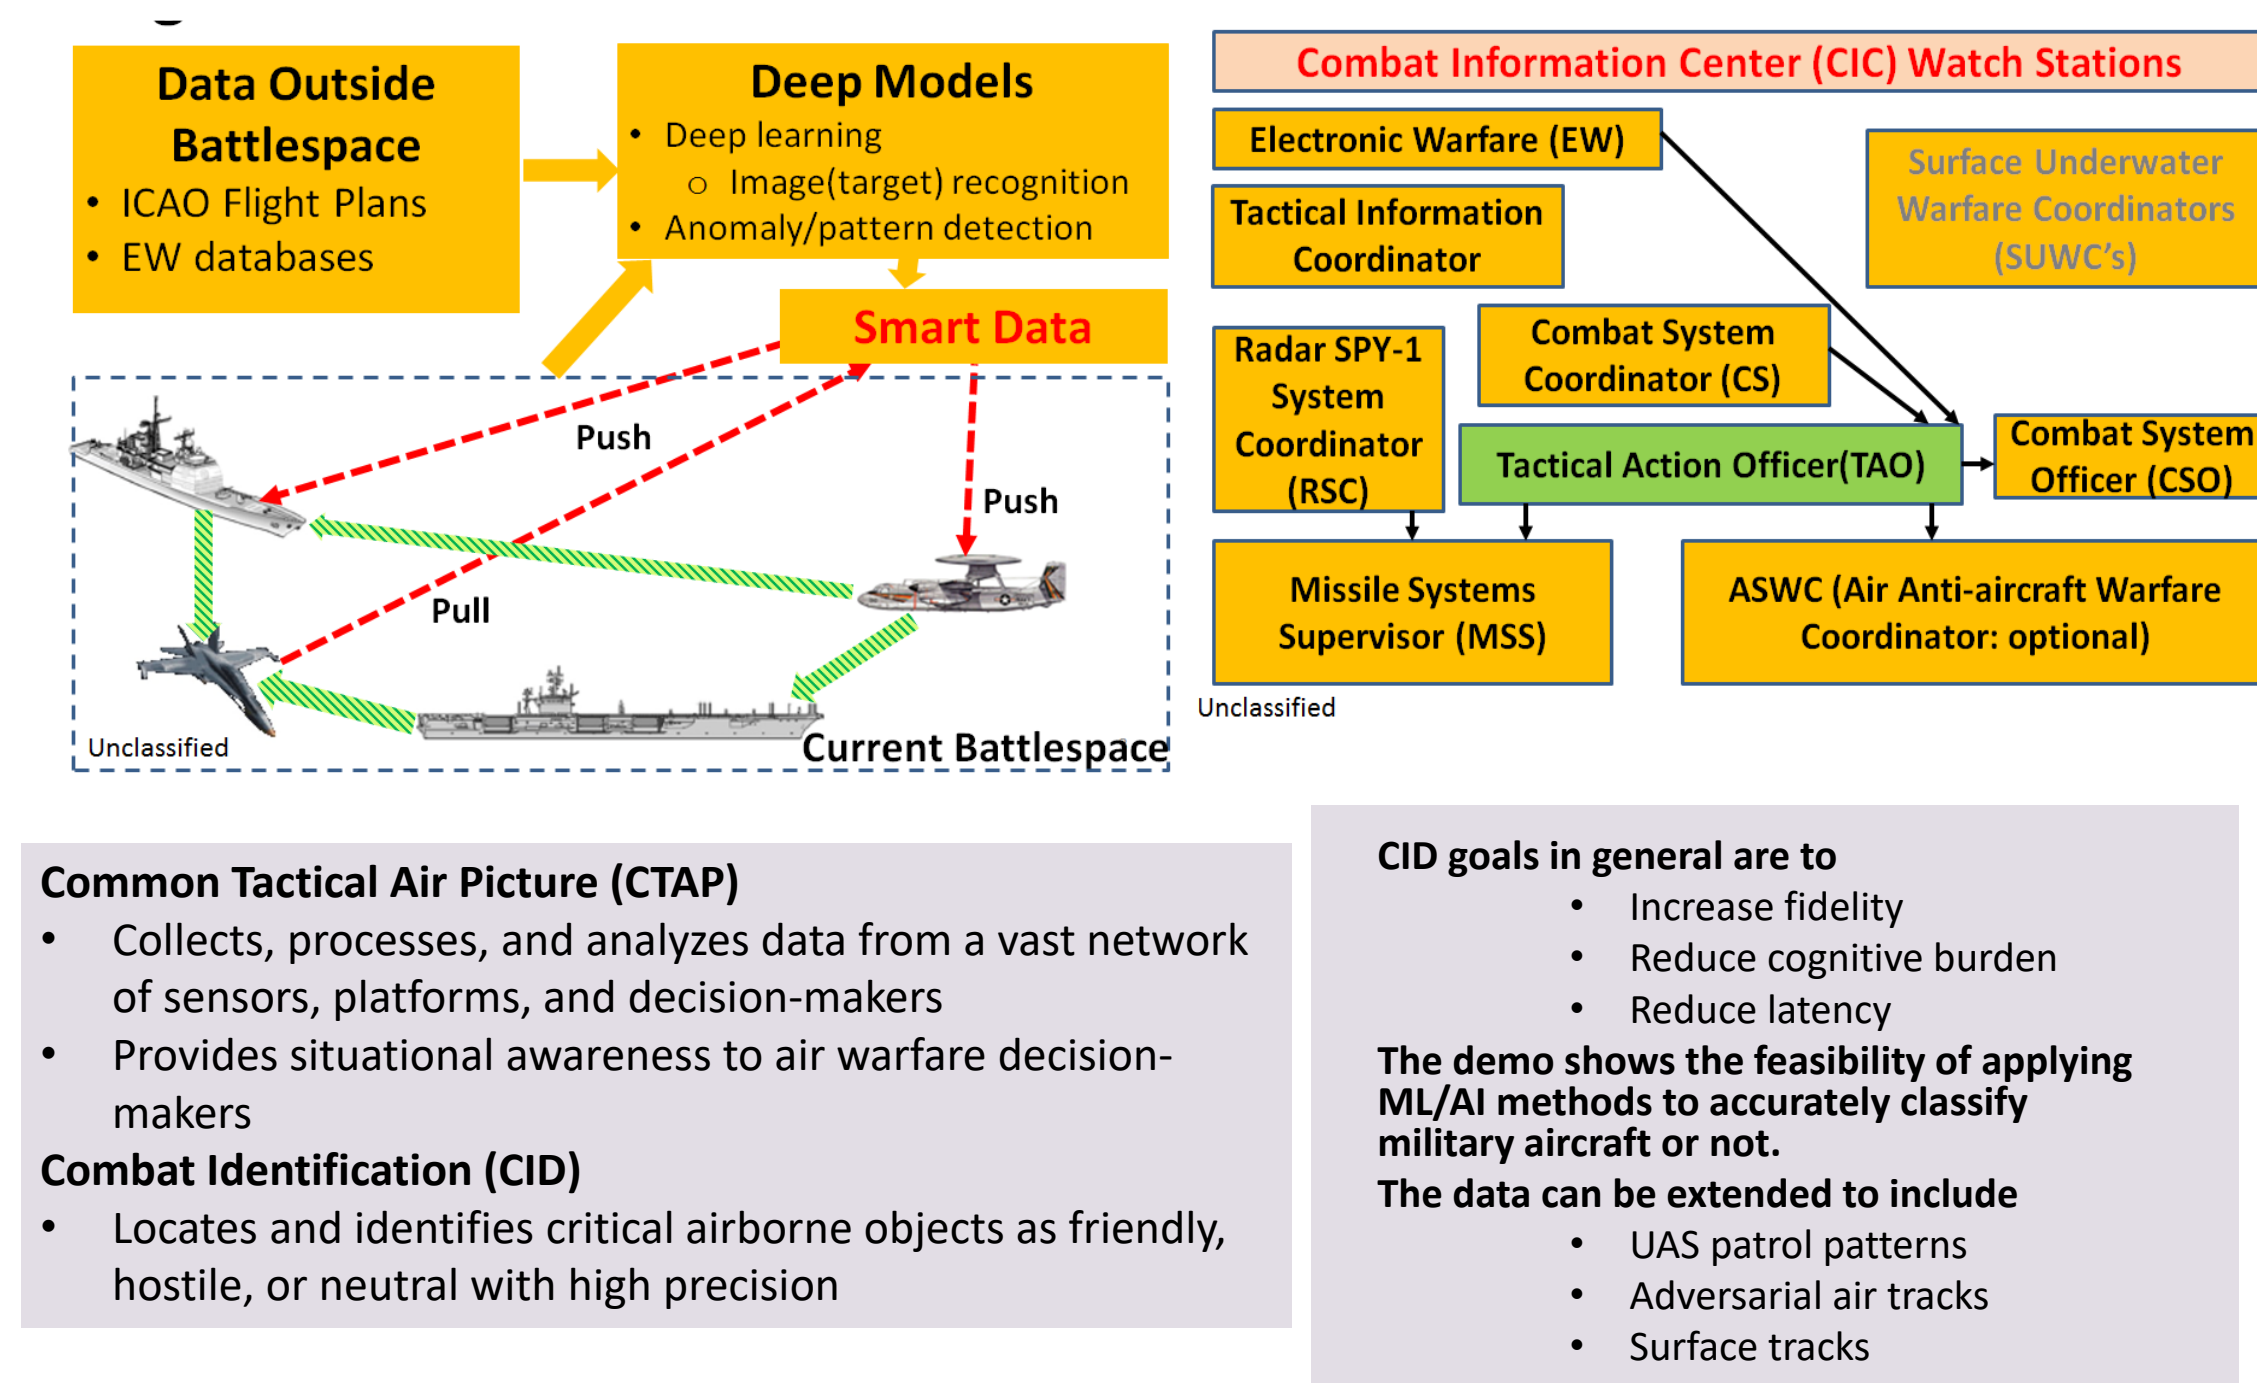 Data Outside
Battlespace
• ICAO Flight Plans
• EW databases
Deep Models
• Deep learning
o Image(target) recognition
• Anomaly/pattern detection
Smart Data
Push
Push
Pull
Unclassified
Current Battlespace
Combat Information Center (CIC) Watch Stations
Electronic Warfare (EW)
Surface Underwater
Warfare Coordinators
(SUWC's)
Tactical Information
Coordinator
Radar SPY-1
System
Coordinator
(RSC)
Combat System
Coordinator (CS)
Tactical Action Officer(TAO)
Combat System
Officer (CSO)
Missile Systems
Supervisor (MSS)
ASWC (Air Anti-aircraft Warfare
Coordinator: optional)
Unclassified
Common Tactical Air Picture (CTAP)
• Collects, processes, and analyzes data from a vast network
of sensors, platforms, and decision-makers
• Provides situational awareness to air warfare decision-
makers
Combat Identification (CID)
• Locates and identifies critical airborne objects as friendly,
hostile, or neutral with high precision
CID goals in general are to
• Increase fidelity
• Reduce cognitive burden
• Reduce latency
The demo shows the feasibility of applying
ML/AI methods to accurately classify
military aircraft or not.
The data can be extended to include
• UAS patrol patterns
• Adversarial air tracks
• Surface tracks